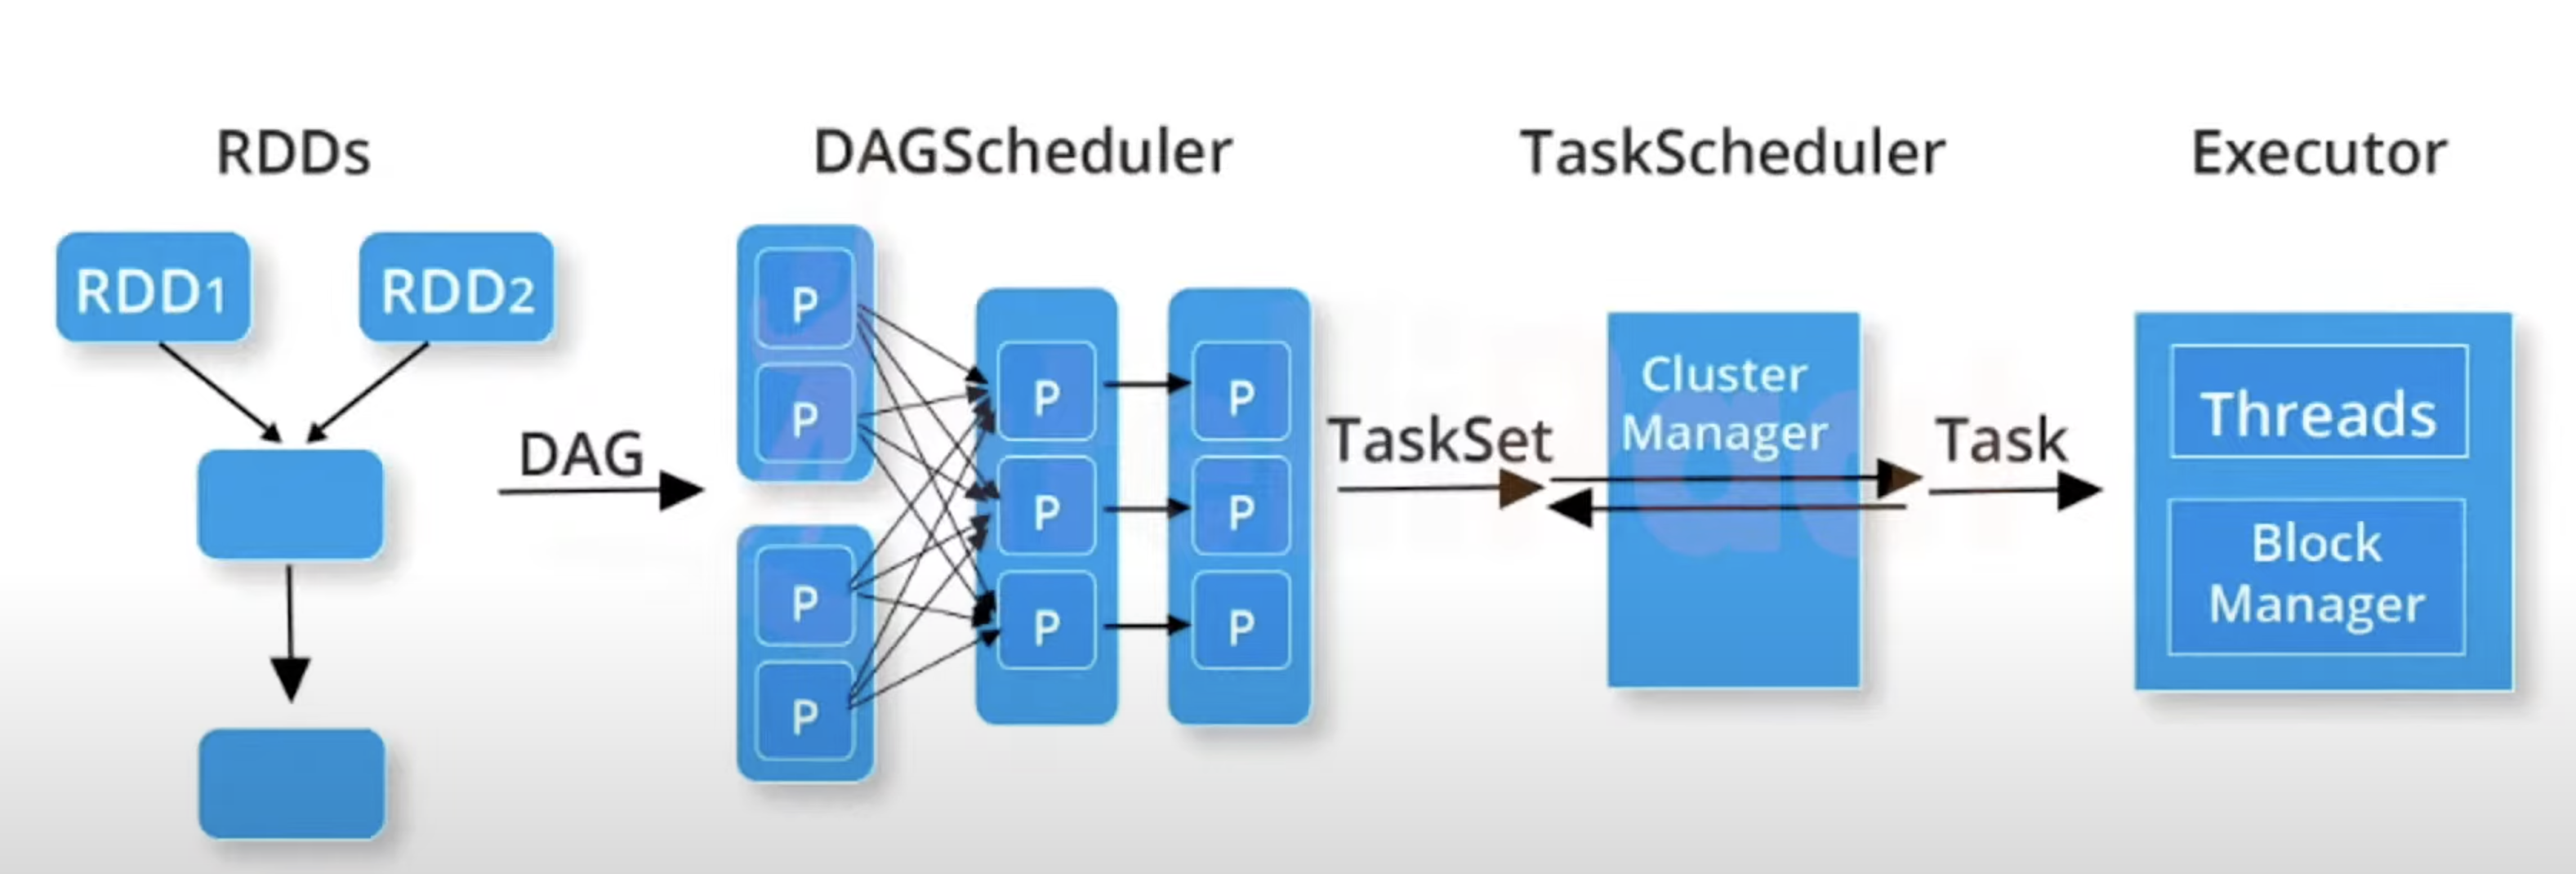 RDDs
DAGScheduler
TaskScheduler
Executor
RDD1
RDD2
DAG
P
P
P
P
P
P
P
P
P
P
TaskSet
Cluster
Manager
Task
Threads
Block
Manager